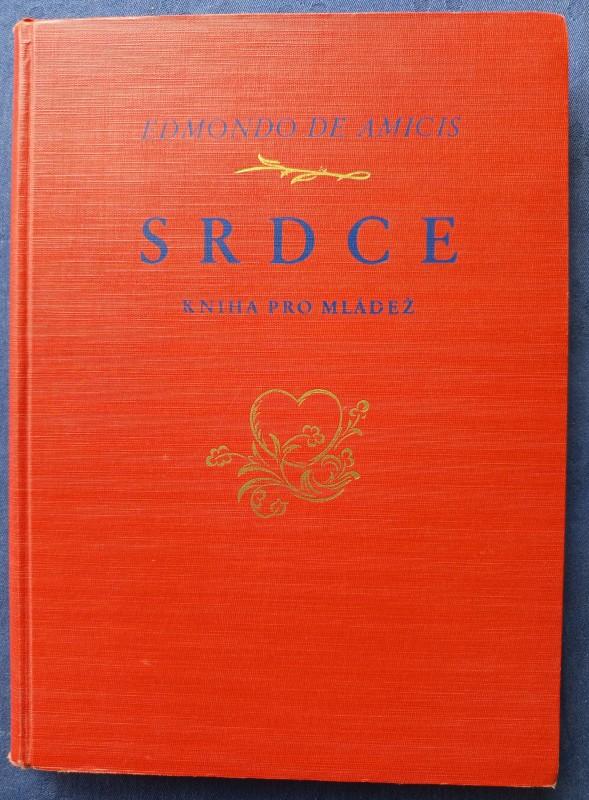 EDMONDO DE AMICIS
SRDCE
KNIHA PRO MLÁDEŽ